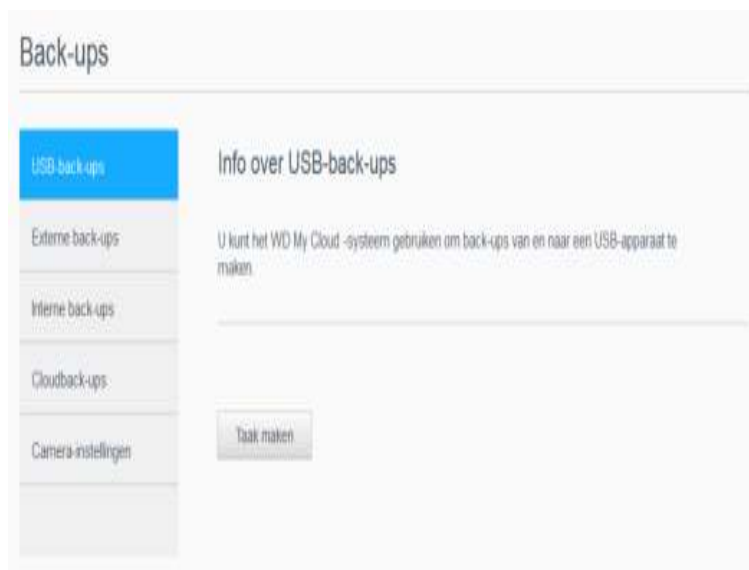 Back-ups
USB-back-ups
Externe back-ups
Interne back-ups
Cloudback-ups
Camera-instellingen
Info over USB-back-ups
U kunt het WD My Cloud -systeem gebruiken om back-ups van en naar een USB-apparaat te
maken.
Taak maken